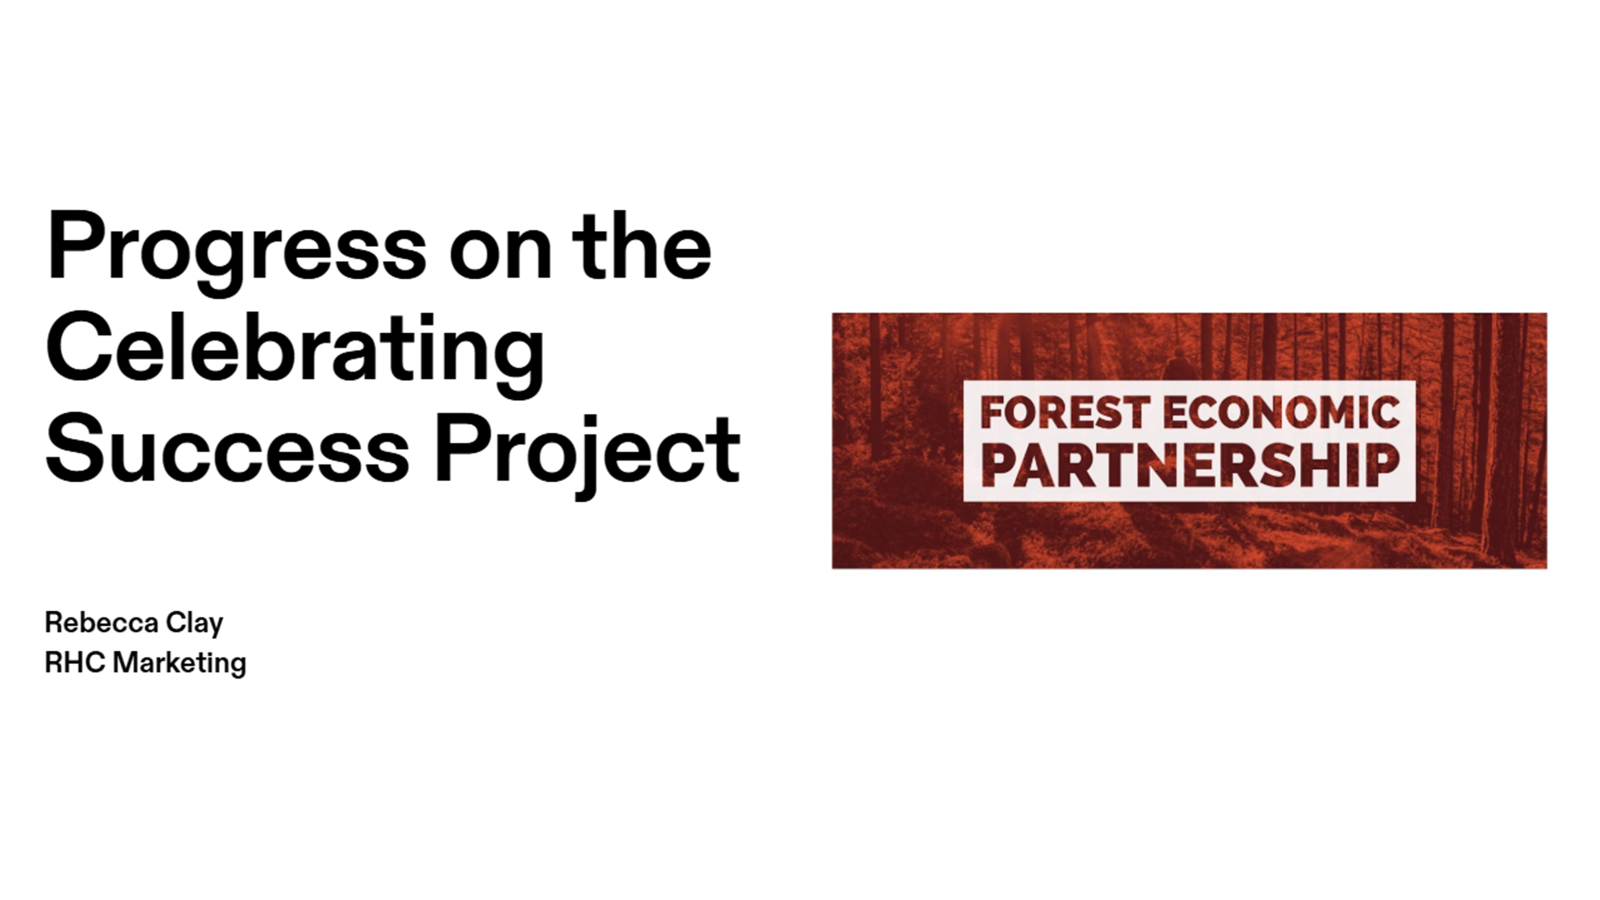 Progress on the
Celebrating
Success Project
Rebecca Clay
RHC Marketing
FOREST ECONOMIC
PARTNERSHIP